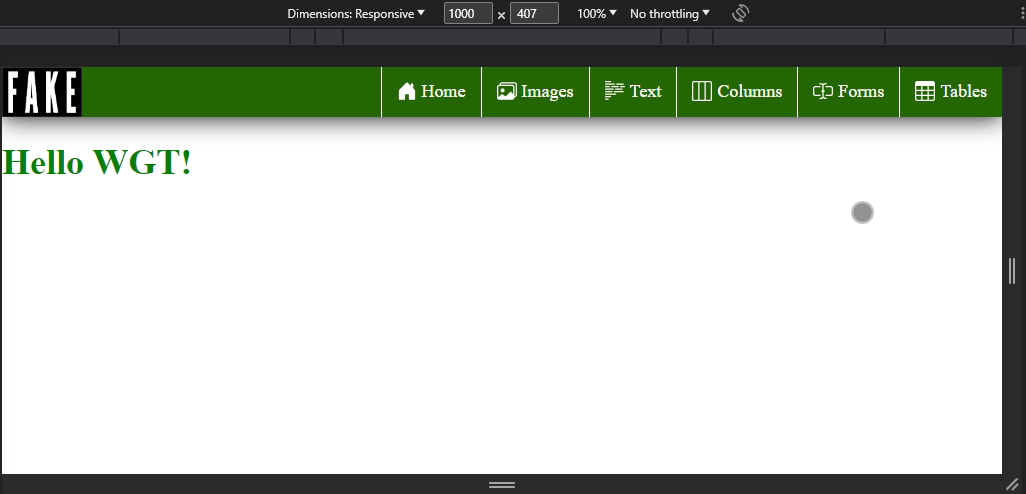 Dimensions: Responsive 1000 × 407 100% No throttling
FAKE Home Images Text Columns Forms Tables
Hello WGT!